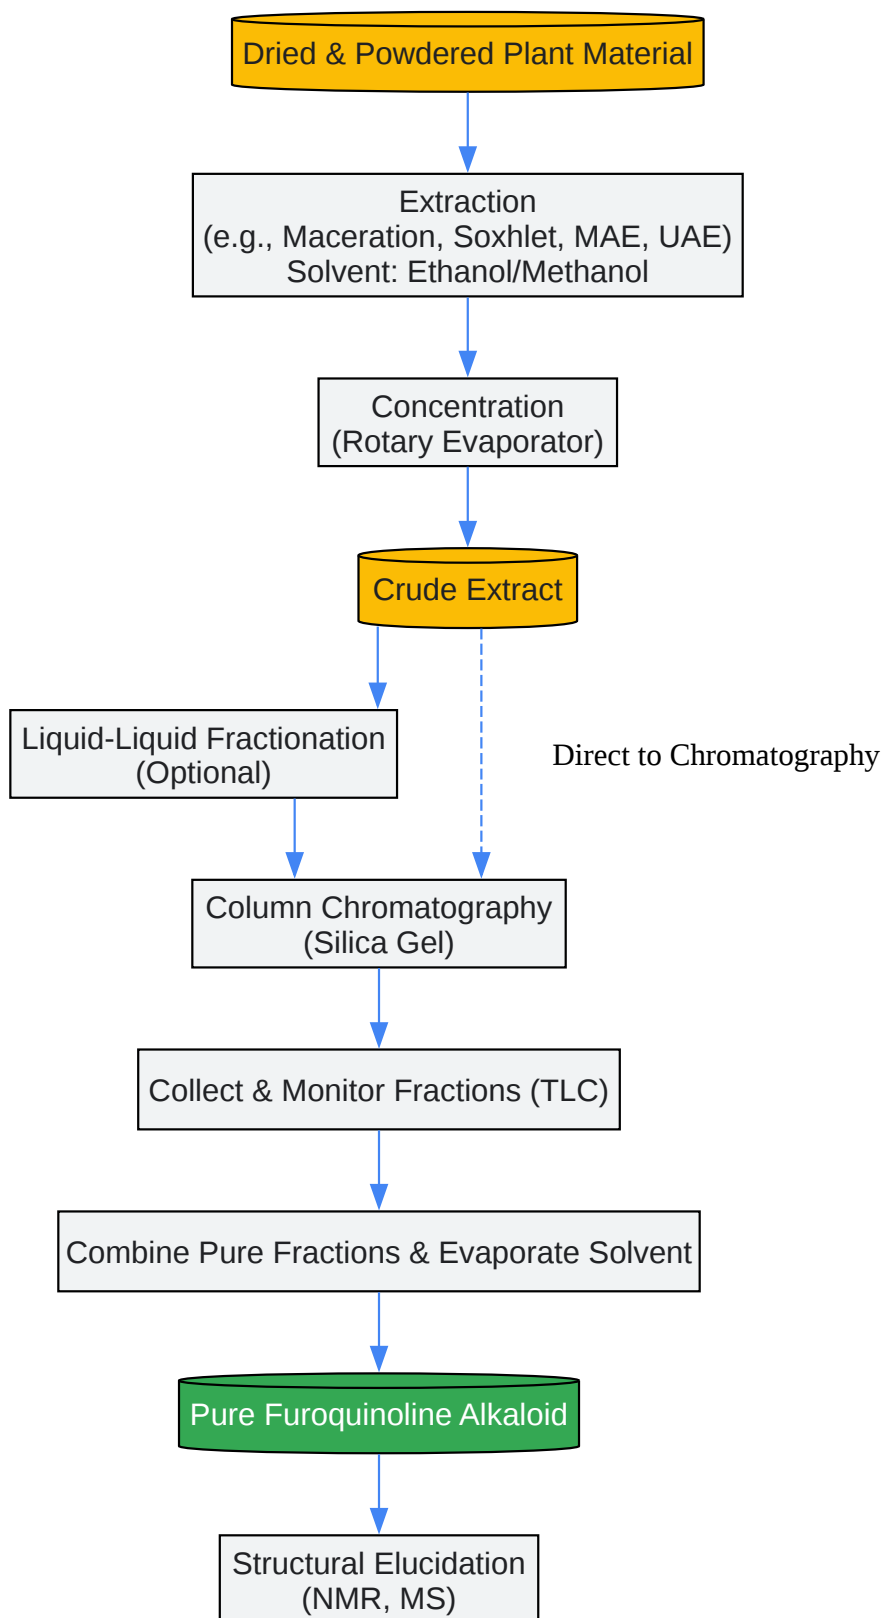 Dried & Powdered Plant Material
Extraction
(e.g., Maceration, Soxhlet, MAE, UAE)
Solvent: Ethanol/Methanol
Concentration
(Rotary Evaporator)
Crude Extract
Liquid-Liquid Fractionation
(Optional)
Direct to Chromatography
Column Chromatography
(Silica Gel)
Collect & Monitor Fractions (TLC)
Combine Pure Fractions & Evaporate Solvent
Pure Furoquinoline Alkaloid
Structural Elucidation
(NMR, MS)